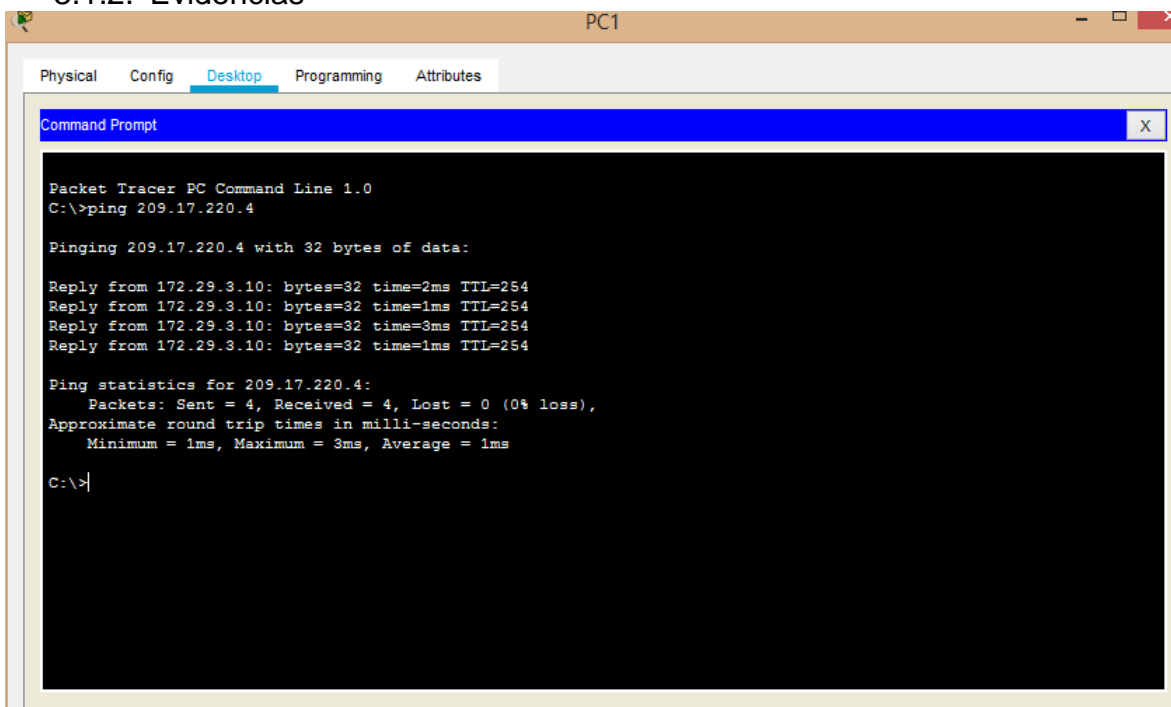 Evidencias
PC1
Physical Config Desktop Programming Attributes
Command Prompt
X
Packet Tracer PC Command Line 1.0
C:\>ping 209.17.220.4
Pinging 209.17.220.4 with 32 bytes of data:
Reply from 172.29.3.10: bytes=32 time=2ms TTL=254
Reply from 172.29.3.10: bytes=32 time=1ms TTL=254
Reply from 172.29.3.10: bytes=32 time=3ms TTL=254
Reply from 172.29.3.10: bytes=32 time=1ms TTL=254
Ping statistics for 209.17.220.4:
Packets: Sent = 4, Received = 4, Lost = 0 (0% loss),
Approximate round trip times in milli-seconds:
Minimum = 1ms, Maximum = 3ms, Average = 1ms
C:\>